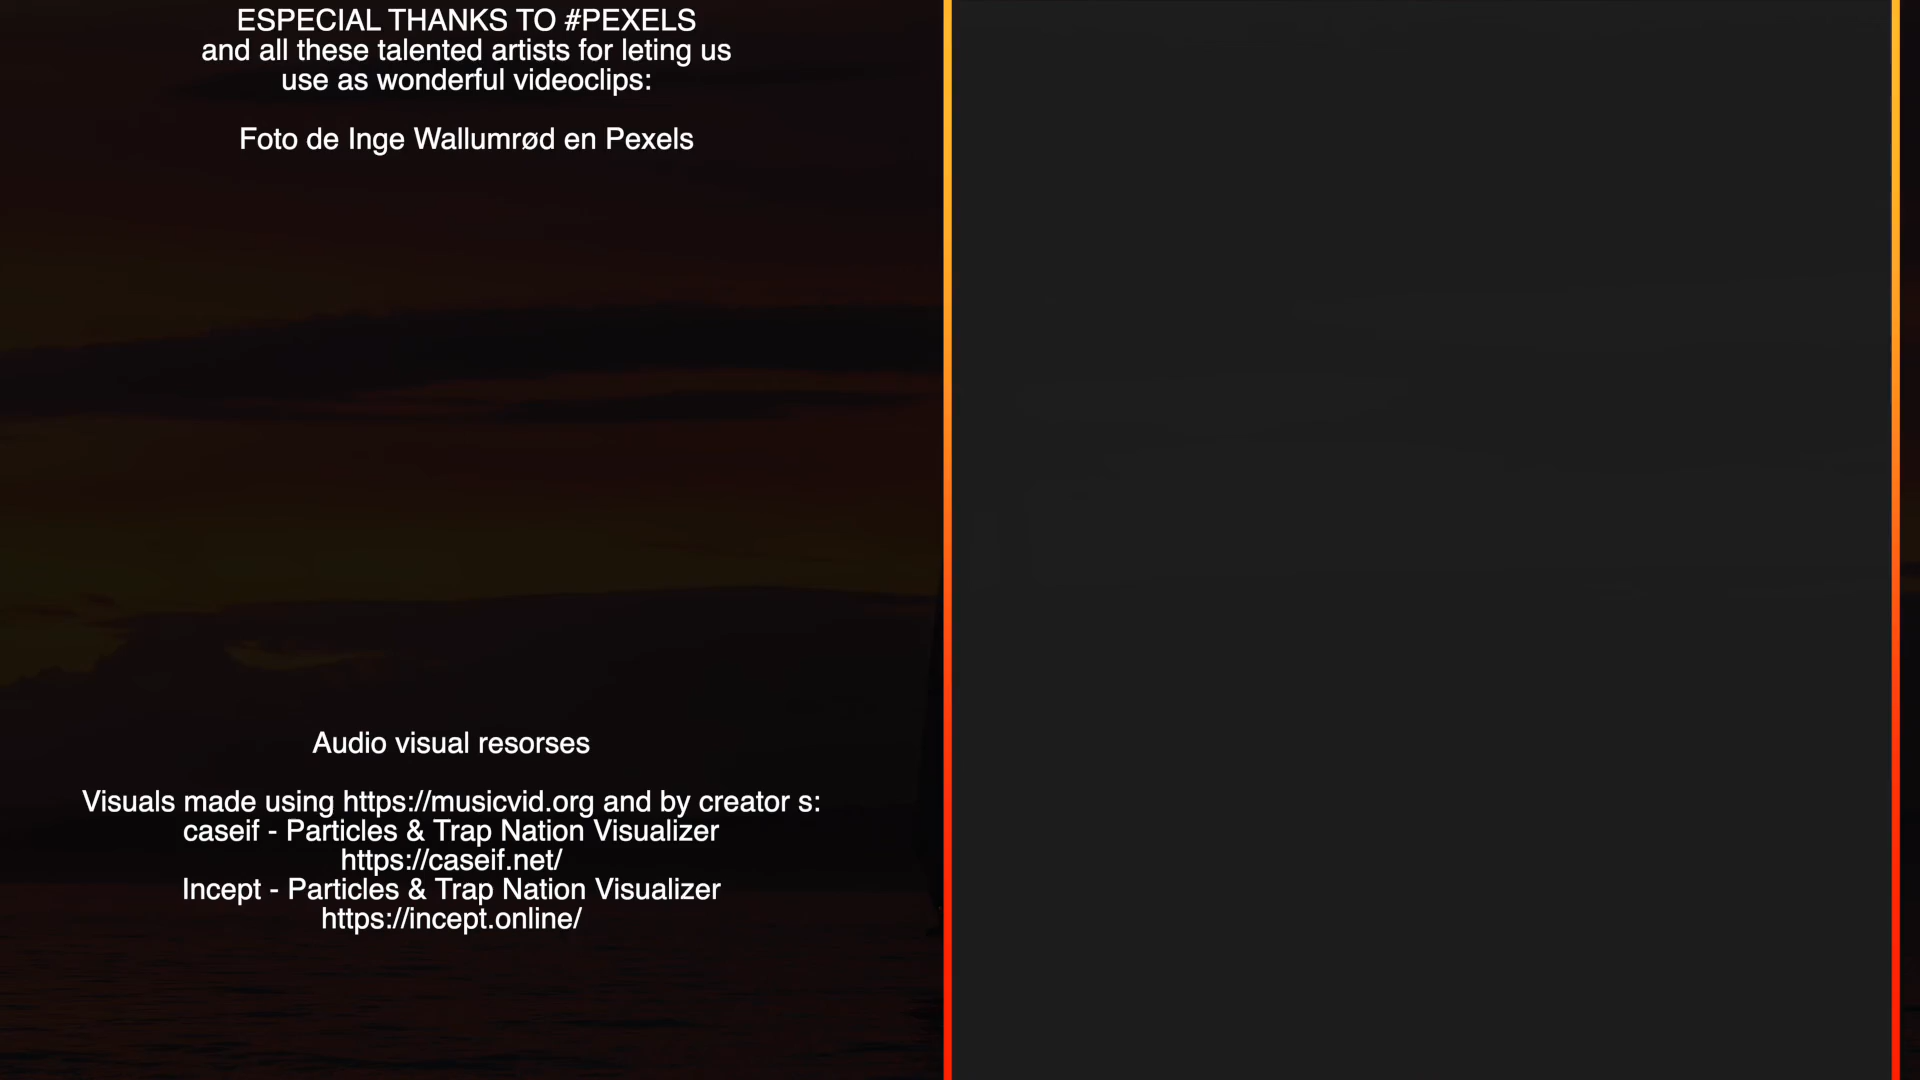 ESPECIAL THANKS TO #PEXELS
and all these talented artists for leting us
use as wonderful videoclips:
Foto de Inge Wallumrød en Pexels
Audio visual resorses
Visuals made using https://musicvid.org and by creator s:
caseif - Particles & Trap Nation Visualizer
https://caseif.net/
Incept - Particles & Trap Nation Visualizer
https://incept.online/